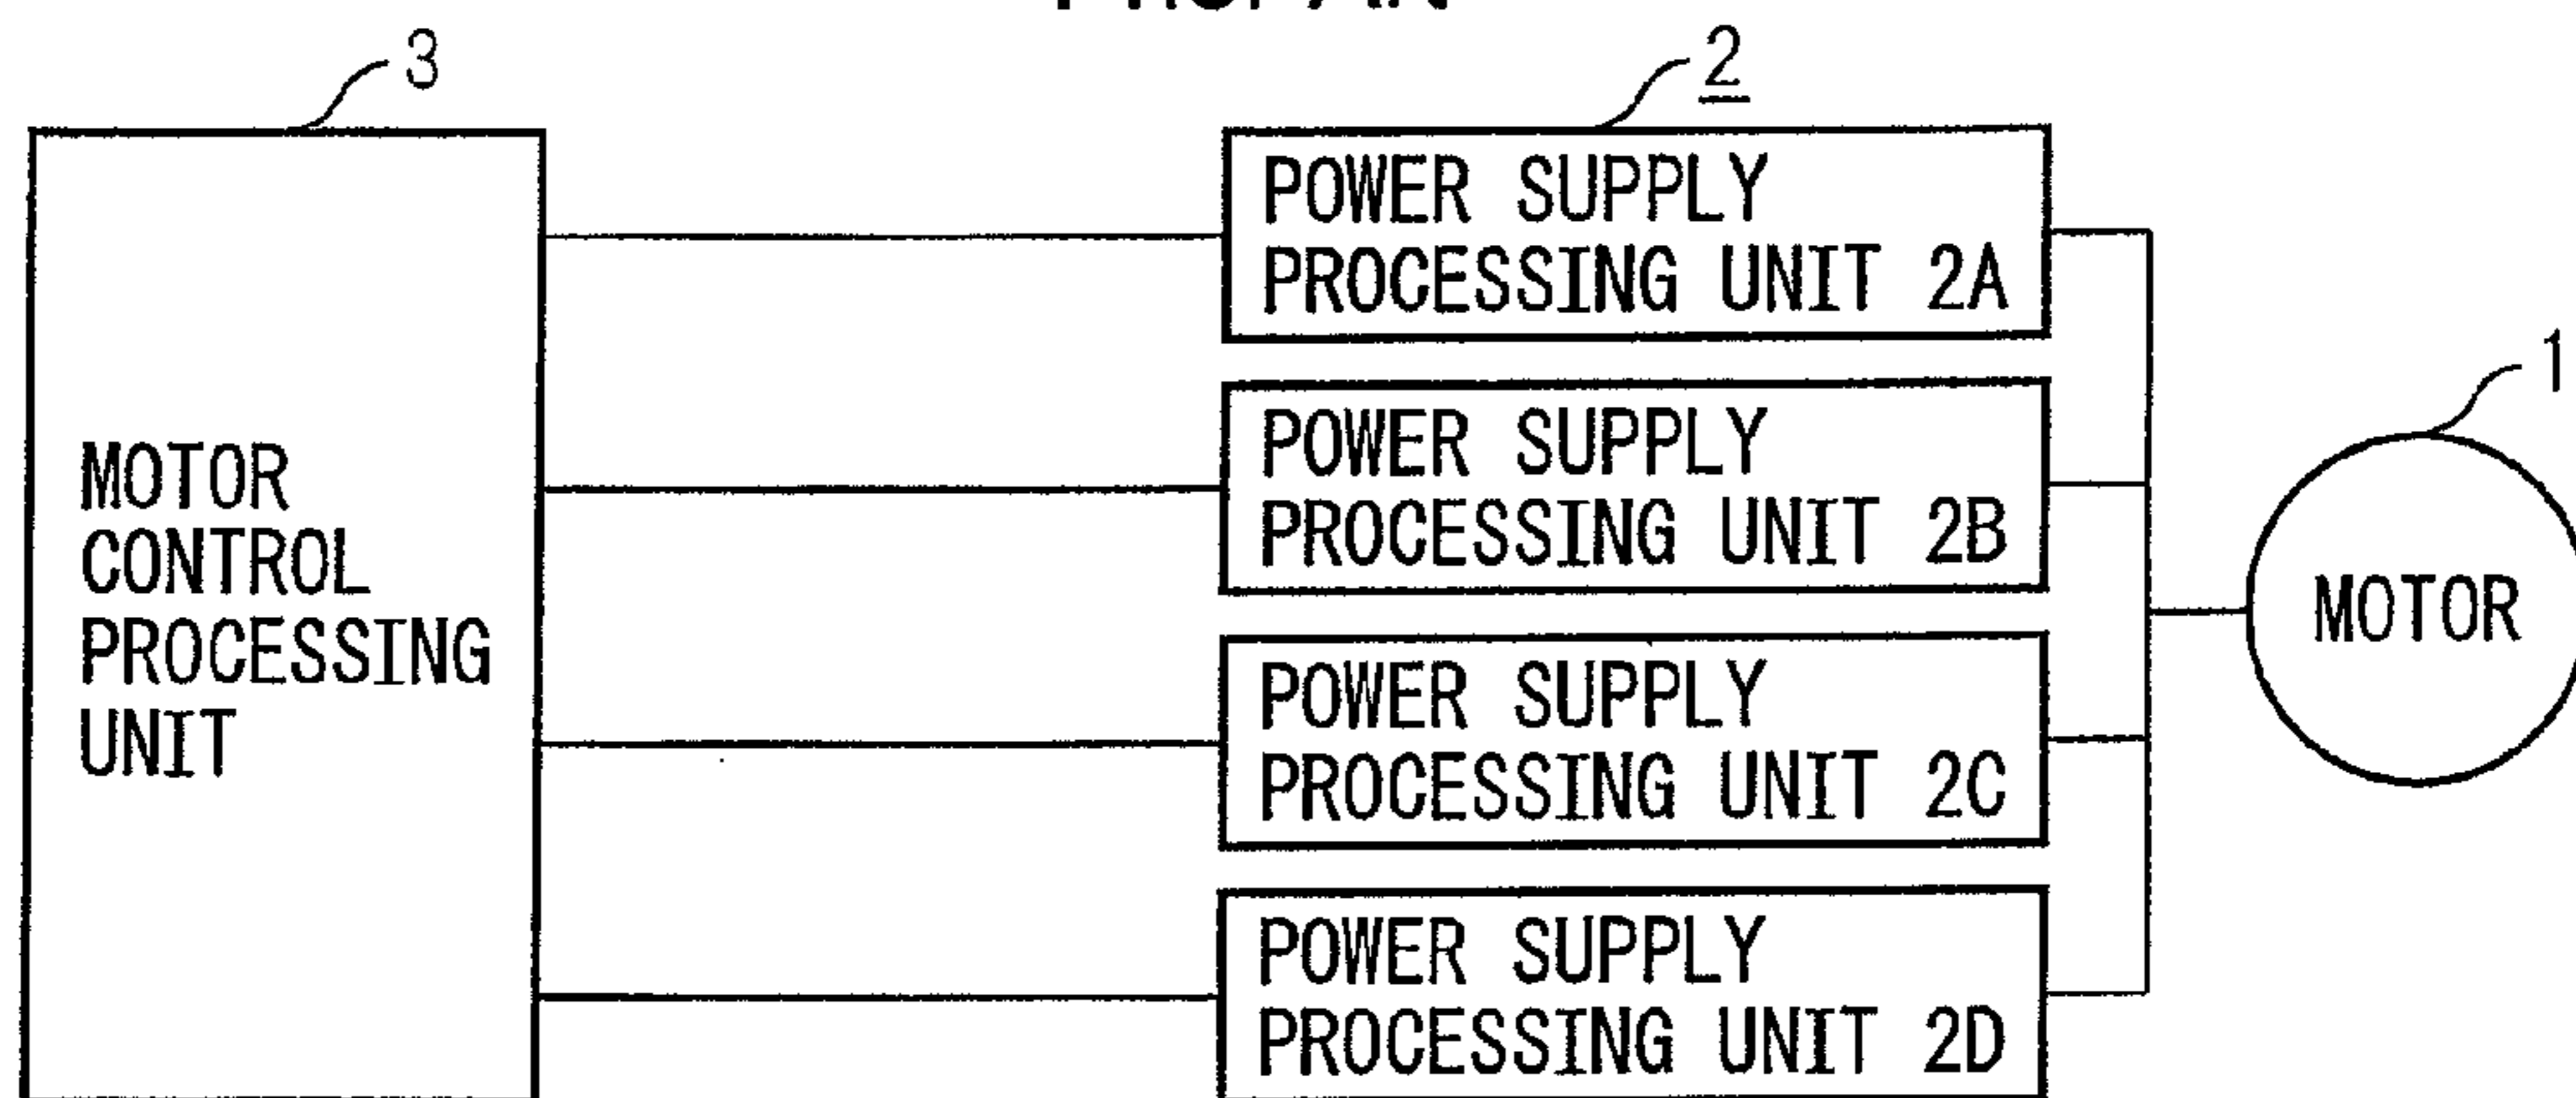 3
2
POWER SUPPLY
PROCESSING UNIT 2A
1
POWER SUPPLY
PROCESSING UNIT 2B
MOTOR
CONTROL
PROCESSING
UNIT
MOTOR
POWER SUPPLY
PROCESSING UNIT 2C
POWER SUPPLY
PROCESSING UNIT 2D